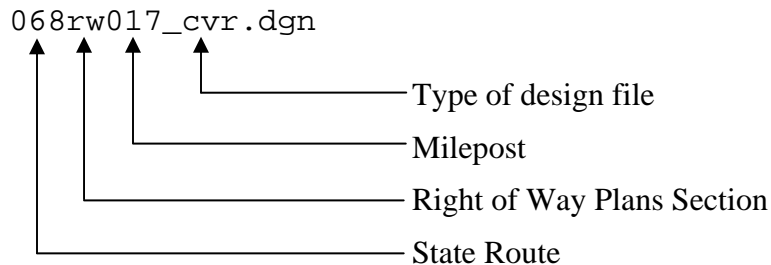 068rw017_cvr.dgn
Type of design file
Milepost
Right of Way Plans Section
State Route